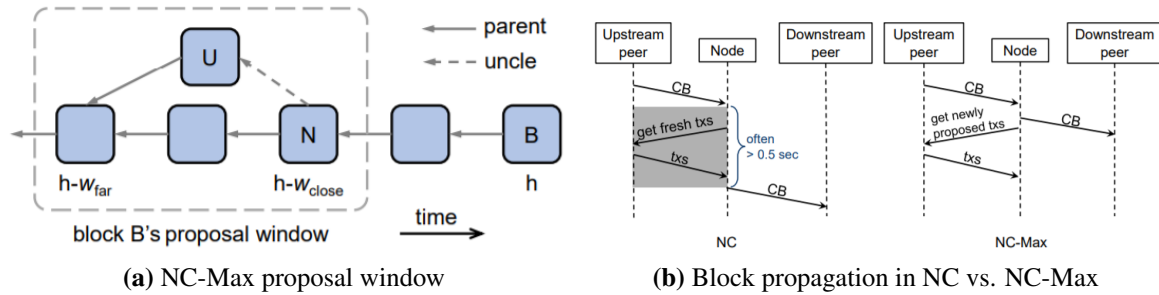 U
N
B
parent
uncle
h-w_far
h-w_close
h
block B's proposal window
time
(a) NC-Max proposal window
Upstream
peer
Node
Downstream
peer
CB
get fresh txs
txs
often
> 0.5 sec
CB
NC
Upstream
peer
Node
Downstream
peer
CB
get newly
proposed txs
CB
txs
NC-Max
(b) Block propagation in NC vs. NC-Max